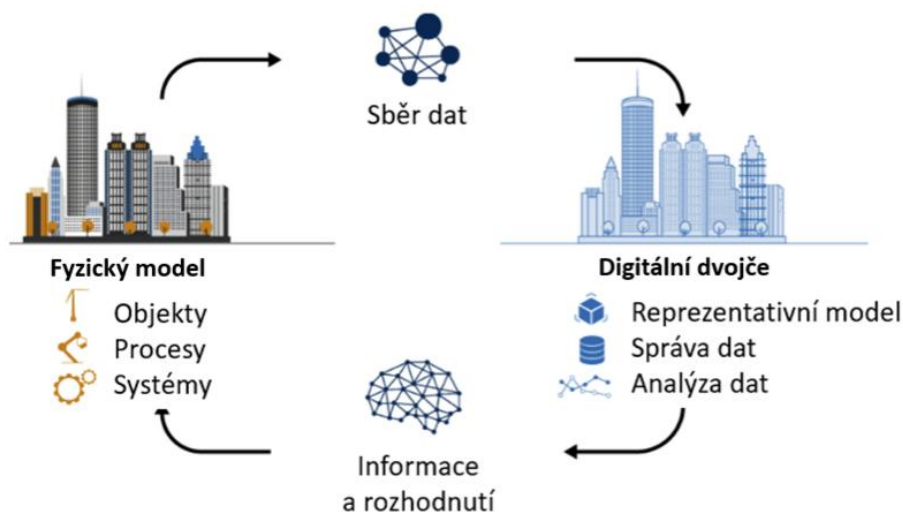 Sběr dat
Fyzický model
Objekty
Procesy
Systémy
Digitální dvojče
Reprezentativní model
Správa dat
Analýza dat
Informace
a rozhodnutí